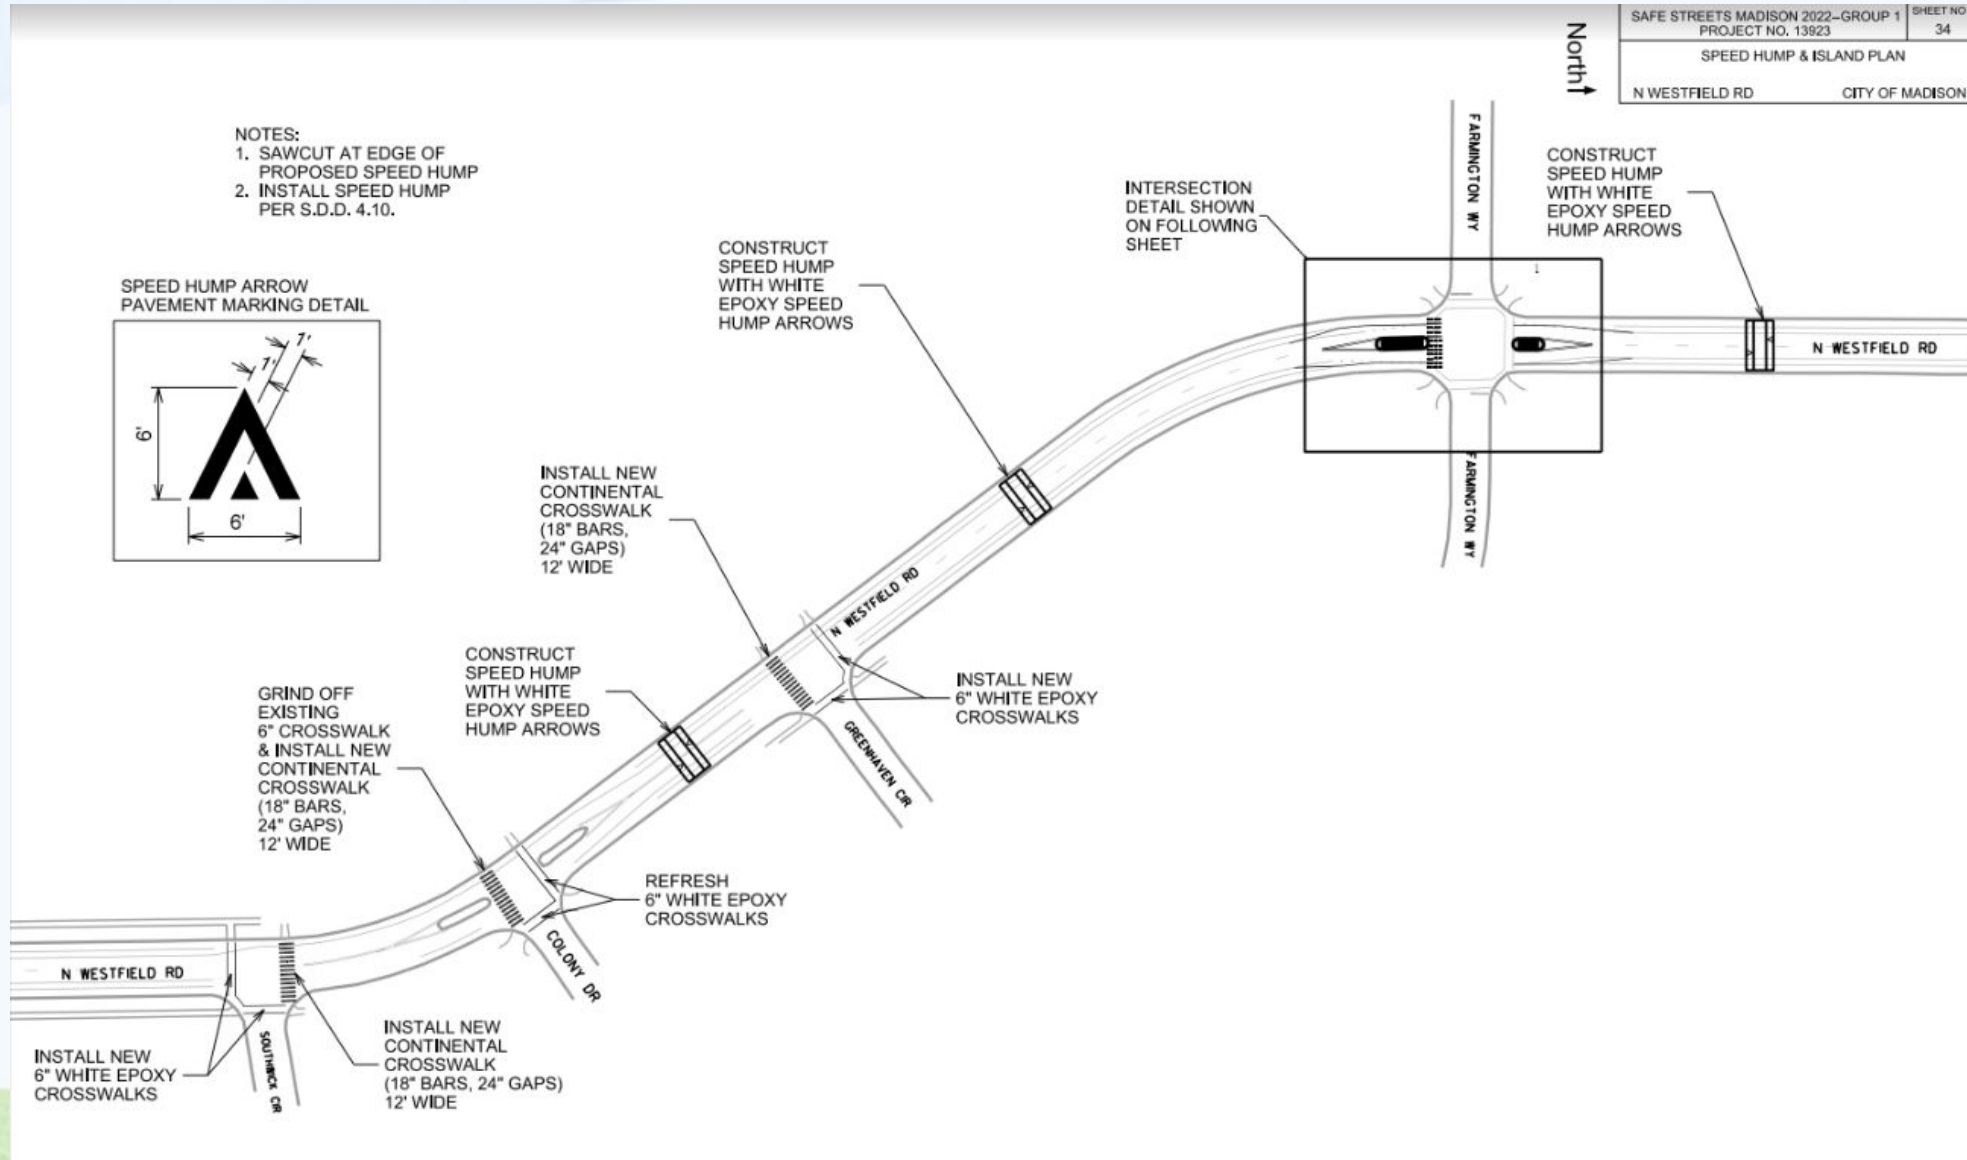 SAFE STREETS MADISON 2022–GROUP 1
PROJECT NO. 13923
SHEET NO
34
SPEED HUMP & ISLAND PLAN
N WESTFIELD RD
CITY OF MADISON
North
NOTES:
1. SAWCUT AT EDGE OF
PROPOSED SPEED HUMP
2. INSTALL SPEED HUMP
PER S.D.D. 4.10.
SPEED HUMP ARROW
PAVEMENT MARKING DETAIL
1'
1'
6'
6'
CONSTRUCT
SPEED HUMP
WITH WHITE
EPOXY SPEED
HUMP ARROWS
INTERSECTION
DETAIL SHOWN
ON FOLLOWING
SHEET
FARMINGTON WY
CONSTRUCT
SPEED HUMP
WITH WHITE
EPOXY SPEED
HUMP ARROWS
N WESTFIELD RD
FARMINGTON WY
INSTALL NEW
CONTINENTAL
CROSSWALK
(18" BARS,
24" GAPS)
12' WIDE
N WESTFIELD RD
CONSTRUCT
SPEED HUMP
WITH WHITE
EPOXY SPEED
HUMP ARROWS
INSTALL NEW
6" WHITE EPOXY
CROSSWALKS
GREENHAVEN CIR
GRIND OFF
EXISTING
6" CROSSWALK
& INSTALL NEW
CONTINENTAL
CROSSWALK
(18" BARS,
24" GAPS)
12' WIDE
REFRESH
6" WHITE EPOXY
CROSSWALKS
COLONY DR
N WESTFIELD RD
SOUTHWICK CIR
INSTALL NEW
6" WHITE EPOXY
CROSSWALKS
INSTALL NEW
CONTINENTAL
CROSSWALK
(18" BARS, 24" GAPS)
12' WIDE